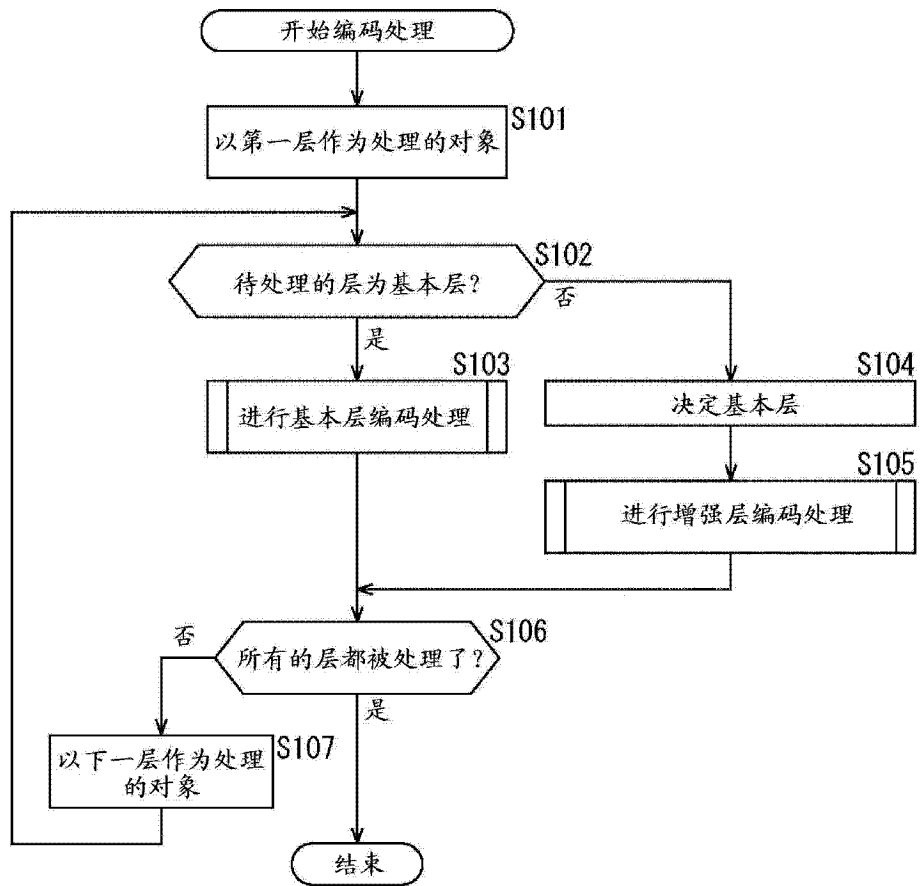 开始编码处理
S101
以第一层作为处理的对象
S102
待处理的层为基本层?
否
是
S103
进行基本层编码处理
S104
决定基本层
S105
进行增强层编码处理
S106
所有的层都被处理了?
否
是
S107
以下一层作为处理
的对象
结束